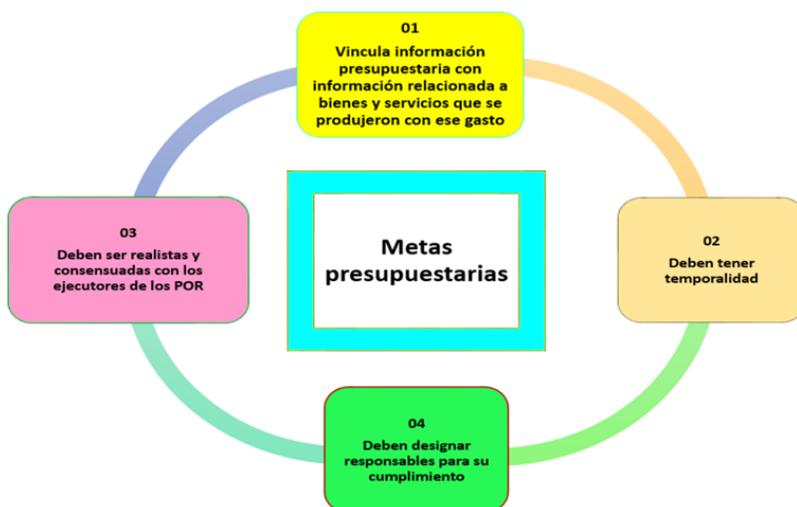 01
Vincula información
presupuestaria con
información relacionada a
bienes y servicios que se
produjeron con ese gasto
03
Deben ser realistas y
consensuadas con los
ejecutores de los POR
Metas
presupuestarias
02
Deben tener
temporalidad
04
Deben designar
responsables para su
cumplimiento